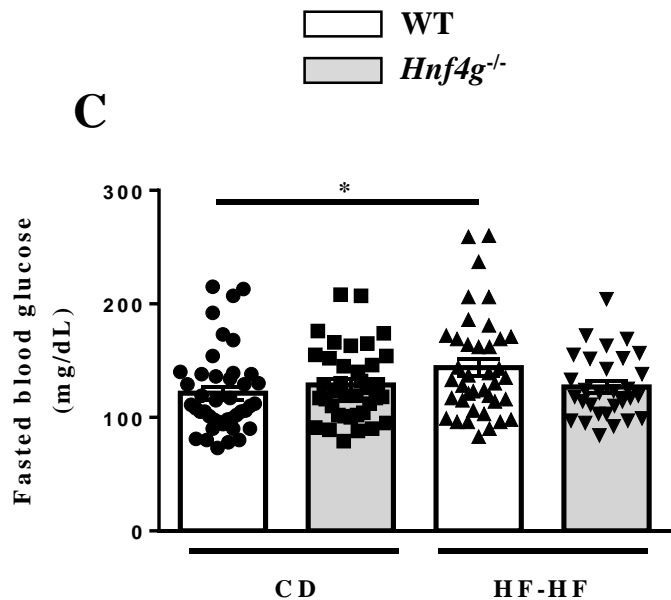 WT
Hnf4g-/-
C
*
Fasted blood glucose
(mg/dL)
300
200
100
0
CD
HF-HF